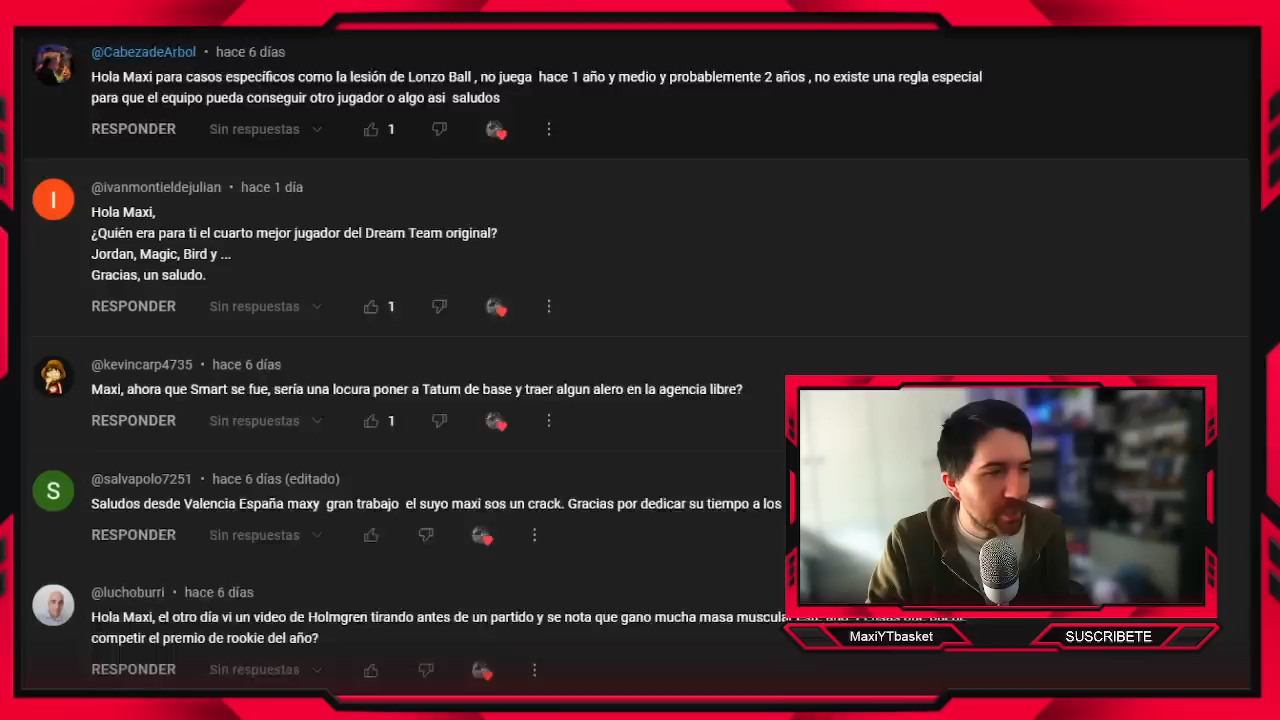 @CabezadeArbol • hace 6 días
Hola Maxi para casos específicos como la lesión de Lonzo Ball , no juega hace 1 año y medio y probablemente 2 años , no existe una regla especial
para que el equipo pueda conseguir otro jugador o algo asi saludos
RESPONDER Sin respuestas 1
I
@ivanmontieldejulian • hace 1 día
Hola Maxi,
¿Quién era para ti el cuarto mejor jugador del Dream Team original?
Jordan, Magic, Bird y ...
Gracias, un saludo.
RESPONDER Sin respuestas 1
@kevincarp4735 • hace 6 días
Maxi, ahora que Smart se fue, sería una locura poner a Tatum de base y traer algun alero en la agencia libre?
RESPONDER Sin respuestas 1
S
@salvapolo7251 • hace 6 días (editado)
Saludos desde Valencia España maxy gran trabajo el suyo maxi sos un crack. Gracias por dedicar su tiempo a los
RESPONDER Sin respuestas
@luchoburri • hace 6 días
Hola Maxi, el otro día vi un video de Holmgren tirando antes de un partido y se nota que gano mucha masa muscular
competir el premio de rookie del año?
RESPONDER Sin respuestas
MaxiYTbasket
SUSCRIBETE